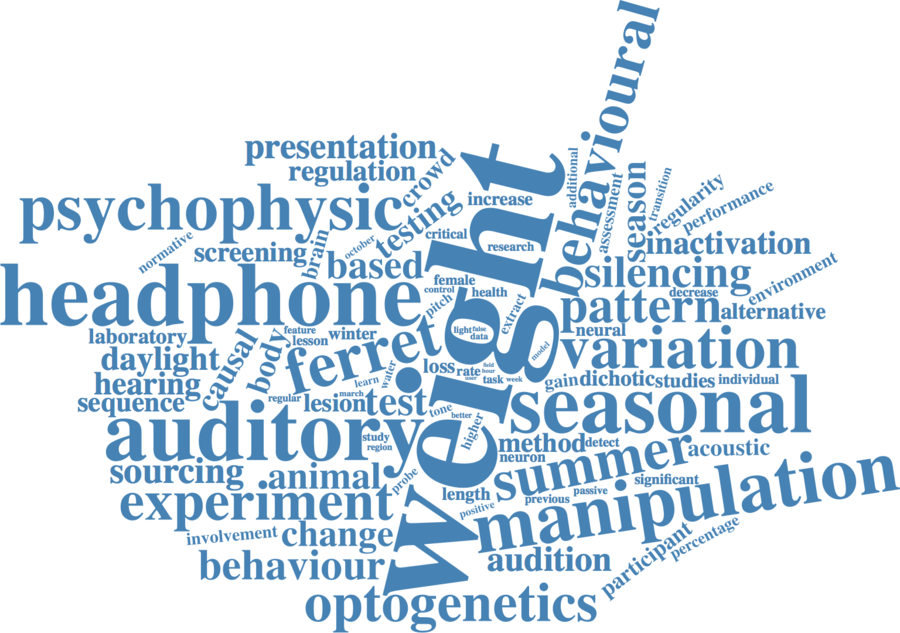 behavioural
presentation
regulation
crowd
psychophysic
testing
increase
additional
assessment
season
transition
regularity
performance
normative
screening
brain
october
critical
research
inactivation
based
weight
headphone
female
control
health
pitch
extract
silencing
decrease
environment
pattern
alternative
laboratory
feature
lesson
winter
light
false
data
neural
daylight
causal
body
ferret
model
variation
hearing
learn
water
loss
rate
field
hour
user
task
week
gain
dichotic
studies
individual
sequence
regular
march
lesion
test
tone
better
seasonal
auditory
study
region
higher
method
detect
neuron
acoustic
sourcing
animal
probe
summer
significant
experiment
length
previous
passive
positive
manipulation
involvement
change
participant
percentage
behaviour
audition
optogenetics